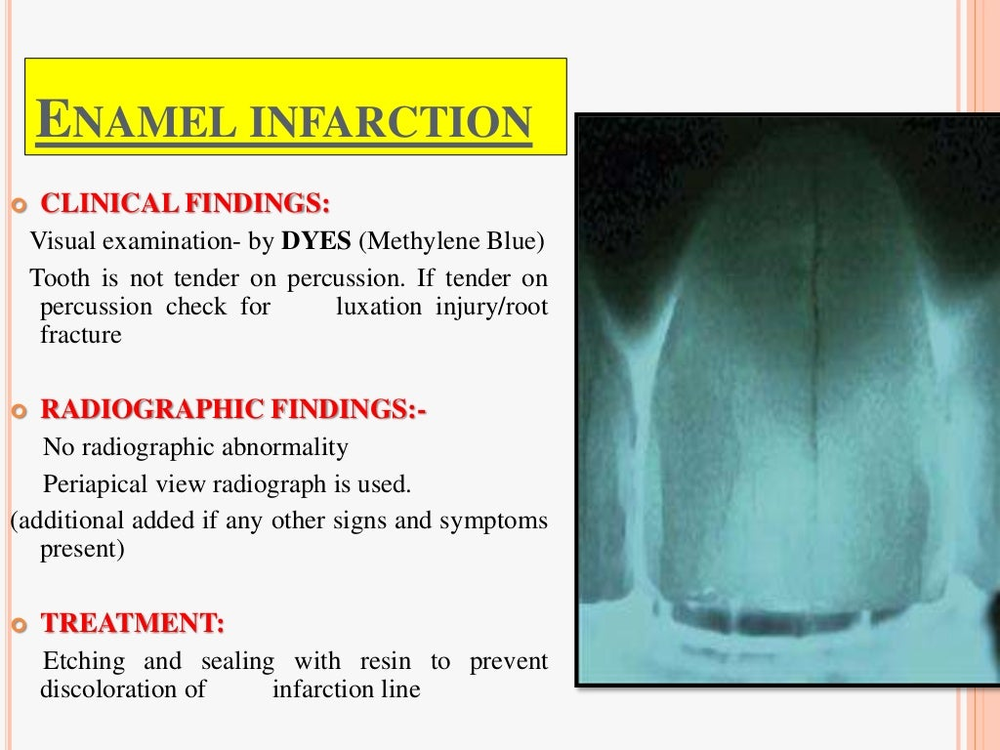 ENAMEL INFARCTION
CLINICAL FINDINGS:
Visual examination- by DYES (Methylene Blue)
Tooth is not tender on percussion. If tender on
percussion check for luxation injury/root
fracture
RADIOGRAPHIC FINDINGS:-
No radiographic abnormality
Periapical view radiograph is used.
(additional added if any other signs and symptoms
present)
TREATMENT:
Etching and sealing with resin to prevent
discoloration of infarction line